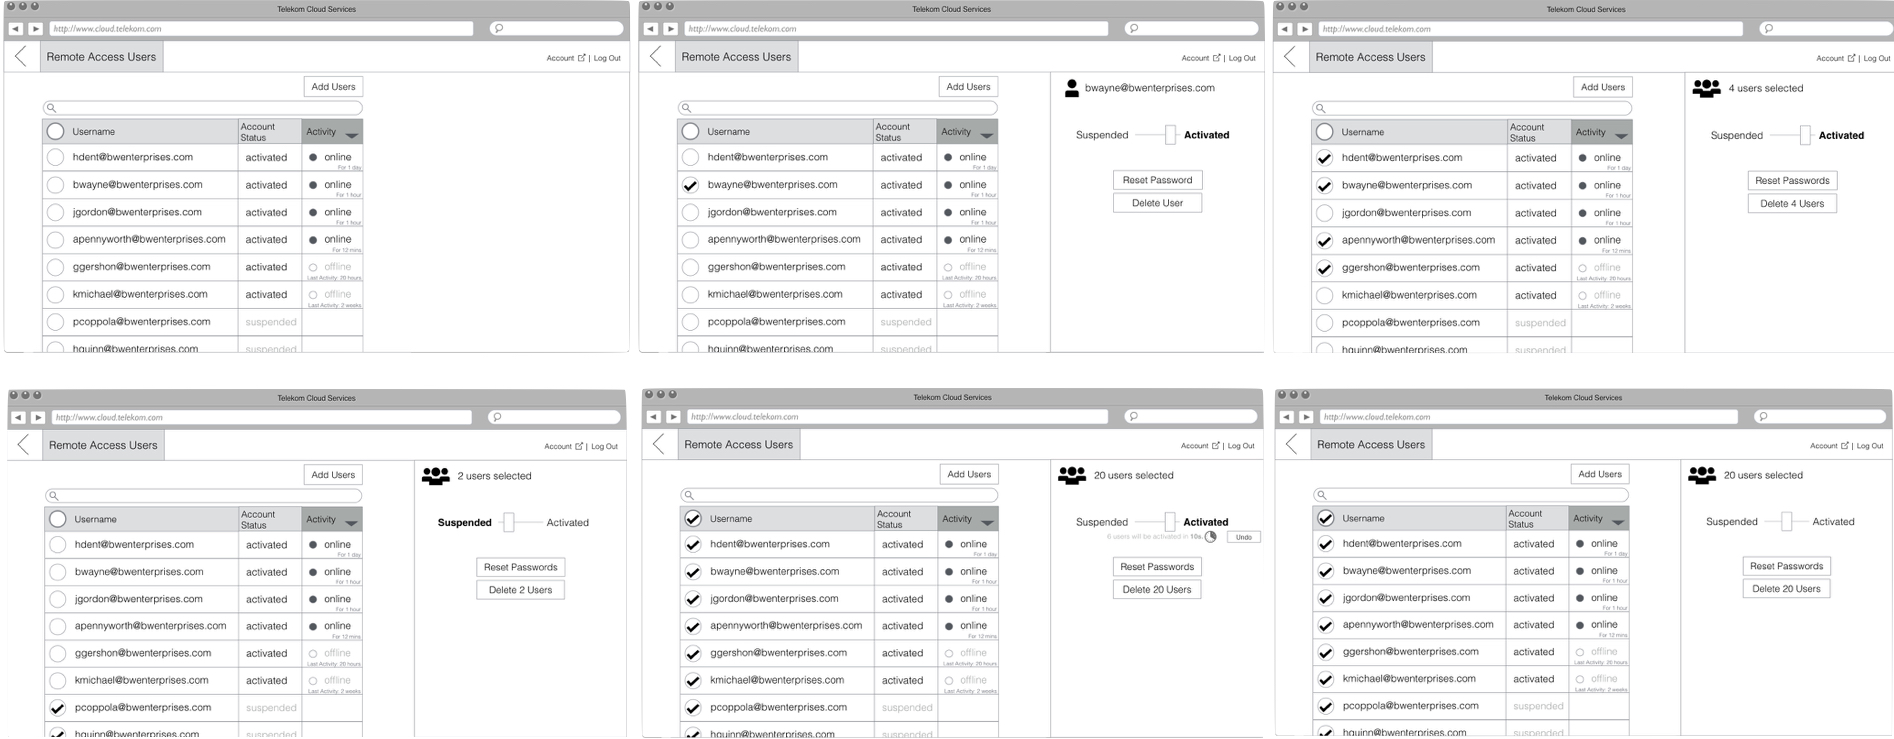 Telekom Cloud Services
http://www.cloud.telekom.com
Remote Access Users
Account | Log Out
Add Users
Username Account Status Activity
hdent@bwenterprises.com activated online
For 1 day
bwayne@bwenterprises.com activated online
For 1 hour
jgordon@bwenterprises.com activated online
For 1 hour
apennyworth@bwenterprises.com activated online
For 12 mins
ggershon@bwenterprises.com activated offline
Last Activity: 20 hours
kmichael@bwenterprises.com activated offline
Last Activity: 2 weeks
pcoppola@bwenterprises.com suspended
hquinn@bwenterprises.com suspended
Telekom Cloud Services
http://www.cloud.telekom.com
Remote Access Users
Account | Log Out
Add Users
Username Account Status Activity
hdent@bwenterprises.com activated online
For 1 day
bwayne@bwenterprises.com activated online
For 1 hour
jgordon@bwenterprises.com activated online
For 1 hour
apennyworth@bwenterprises.com activated online
For 12 mins
ggershon@bwenterprises.com activated offline
Last Activity: 20 hours
kmichael@bwenterprises.com activated offline
Last Activity: 2 weeks
pcoppola@bwenterprises.com suspended
hquinn@bwenterprises.com suspended
bwayne@bwenterprises.com
Suspended Activated
Reset Password
Delete User
Telekom Cloud Services
http://www.cloud.telekom.com
Remote Access Users
Account | Log Out
Add Users
Username Account Status Activity
hdent@bwenterprises.com activated online
For 1 day
bwayne@bwenterprises.com activated online
For 1 hour
jgordon@bwenterprises.com activated online
For 1 hour
apennyworth@bwenterprises.com activated online
For 12 mins
ggershon@bwenterprises.com activated offline
Last Activity: 20 hours
kmichael@bwenterprises.com activated offline
Last Activity: 2 weeks
pcoppola@bwenterprises.com suspended
hquinn@bwenterprises.com suspended
4 users selected
Suspended Activated
Reset Passwords
Delete 4 Users
Telekom Cloud Services
http://www.cloud.telekom.com
Remote Access Users
Account | Log Out
Add Users
Username Account Status Activity
hdent@bwenterprises.com activated online
For 1 day
bwayne@bwenterprises.com activated online
For 1 hour
jgordon@bwenterprises.com activated online
For 1 hour
apennyworth@bwenterprises.com activated online
For 12 mins
ggershon@bwenterprises.com activated offline
Last Activity: 20 hours
kmichael@bwenterprises.com activated offline
Last Activity: 2 weeks
pcoppola@bwenterprises.com suspended
hquinn@bwenterprises.com suspended
2 users selected
Suspended Activated
Reset Passwords
Delete 2 Users
Telekom Cloud Services
http://www.cloud.telekom.com
Remote Access Users
Account | Log Out
Add Users
Username Account Status Activity
hdent@bwenterprises.com activated online
For 1 day
bwayne@bwenterprises.com activated online
For 1 hour
jgordon@bwenterprises.com activated online
For 1 hour
apennyworth@bwenterprises.com activated online
For 12 mins
ggershon@bwenterprises.com activated offline
Last Activity: 20 hours
kmichael@bwenterprises.com activated offline
Last Activity: 2 weeks
pcoppola@bwenterprises.com suspended
hquinn@bwenterprises.com suspended
20 users selected
Suspended Activated
6 users will be activated in 10s. Undo
Reset Passwords
Delete 20 Users
Telekom Cloud Services
http://www.cloud.telekom.com
Remote Access Users
Account | Log Out
Add Users
Username Account Status Activity
hdent@bwenterprises.com activated online
For 1 day
bwayne@bwenterprises.com activated online
For 1 hour
jgordon@bwenterprises.com activated online
For 1 hour
apennyworth@bwenterprises.com activated online
For 12 mins
ggershon@bwenterprises.com activated offline
Last Activity: 20 hours
kmichael@bwenterprises.com activated offline
Last Activity: 2 weeks
pcoppola@bwenterprises.com suspended
hquinn@bwenterprises.com suspended
20 users selected
Suspended Activated
Reset Passwords
Delete 20 Users